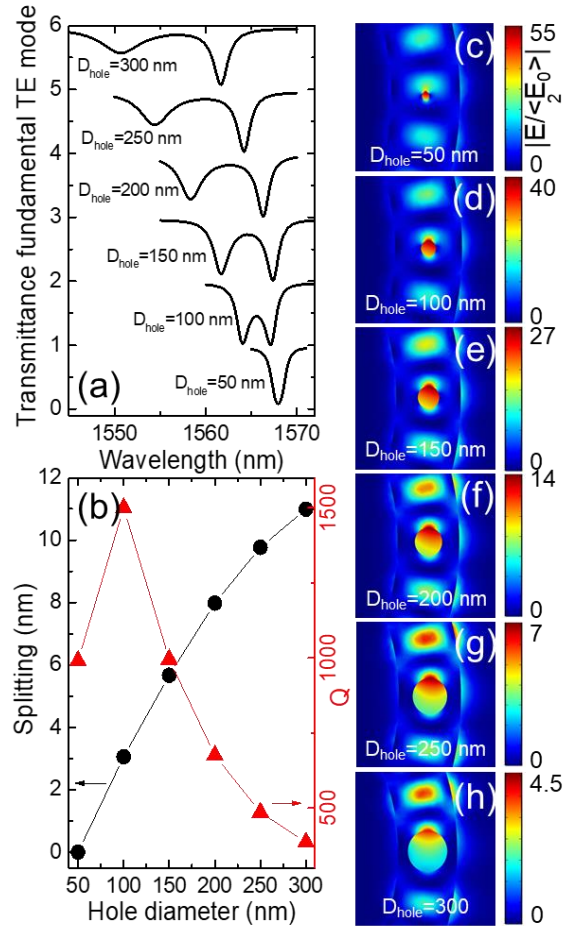 Transmittance fundamental TE mode
6
5
4
3
2
1
0
D_hole=300 nm
D_hole=250 nm
D_hole=200 nm
D_hole=150 nm
D_hole=100 nm
D_hole=50 nm
(a)
1550 1560 1570
Wavelength (nm)
(b)
Splitting (nm)
12
10
8
6
4
2
0
1500
1000
500
Q
50 100 150 200 250 300
Hole diameter (nm)
(c)
D_hole=50 nm
55
0
|E/<E_0>|^2
(d)
D_hole=100 nm
40
0
(e)
D_hole=150 nm
27
0
(f)
D_hole=200 nm
14
0
(g)
D_hole=250 nm
7
0
(h)
D_hole=300
4.5
0